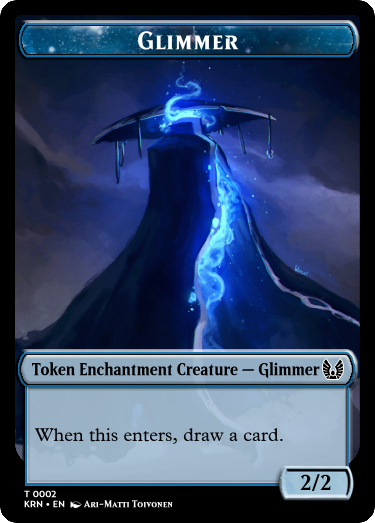 Glimmer
Token Enchantment Creature — Glimmer
When this enters, draw a card.
2/2
T 0002
KRN • EN Ari-Matti Toivonen